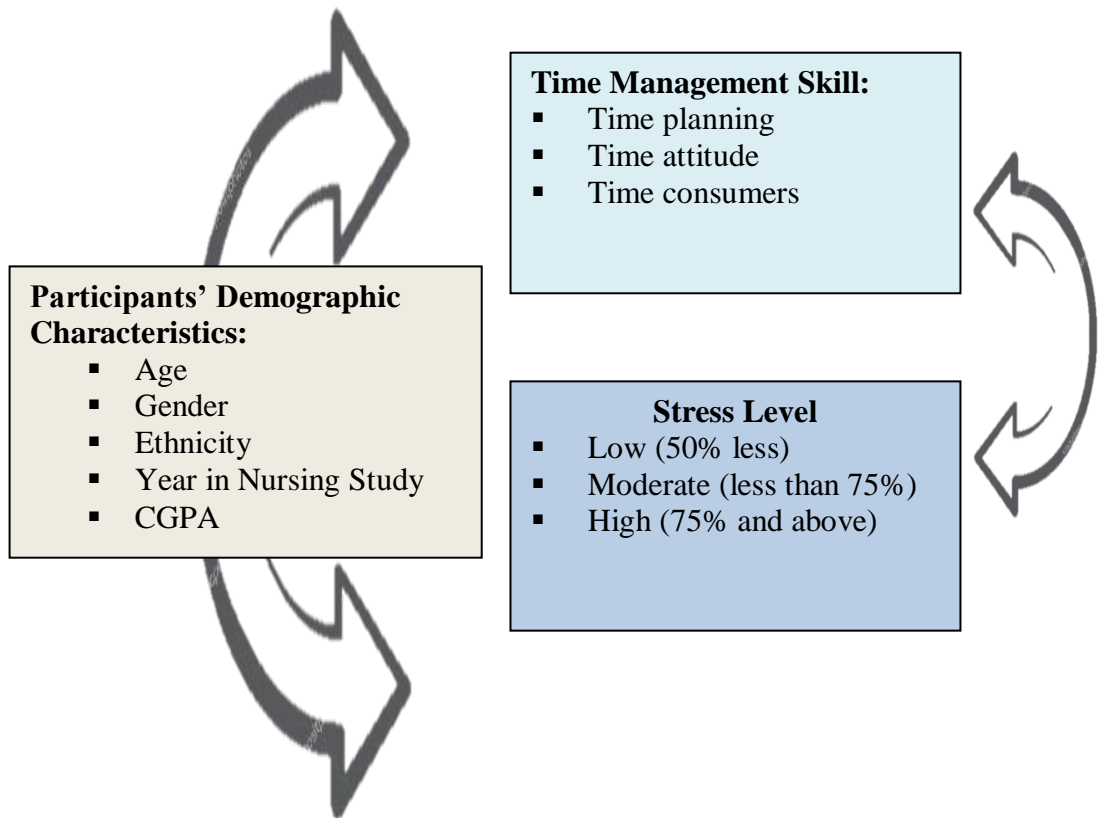 Time Management Skill:
▪ Time planning
▪ Time attitude
▪ Time consumers
Participants’ Demographic
Characteristics:
▪ Age
▪ Gender
▪ Ethnicity
▪ Year in Nursing Study
▪ CGPA
Stress Level
▪ Low (50% less)
▪ Moderate (less than 75%)
▪ High (75% and above)